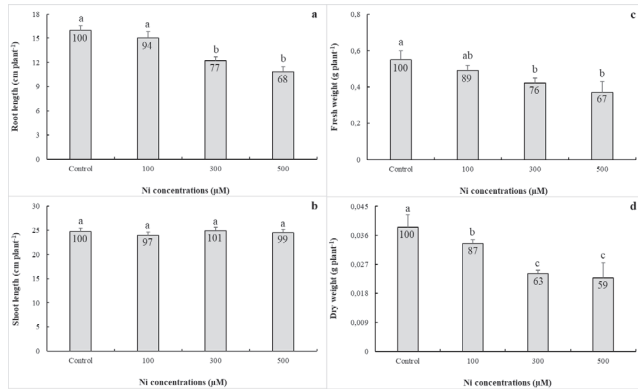 a
Root length (cm plant⁻¹)
18
15
12
9
6
3
0
a
a
b
b
100
94
77
68
Control
100
300
500
Ni concentrations (µM)
c
Fresh weight (g plant⁻¹)
0,8
0,6
0,4
0,2
0
a
ab
b
b
100
89
76
67
Control
100
300
500
Ni concentrations (µM)
b
Shoot length (cm plant⁻¹)
30
25
20
15
10
5
0
a
a
a
a
100
97
101
99
Control
100
300
500
Ni concentrations (µM)
d
Dry weight (g plant⁻¹)
0,045
0,036
0,027
0,018
0,009
0
a
b
c
c
100
87
63
59
Control
100
300
500
Ni concentrations (µM)